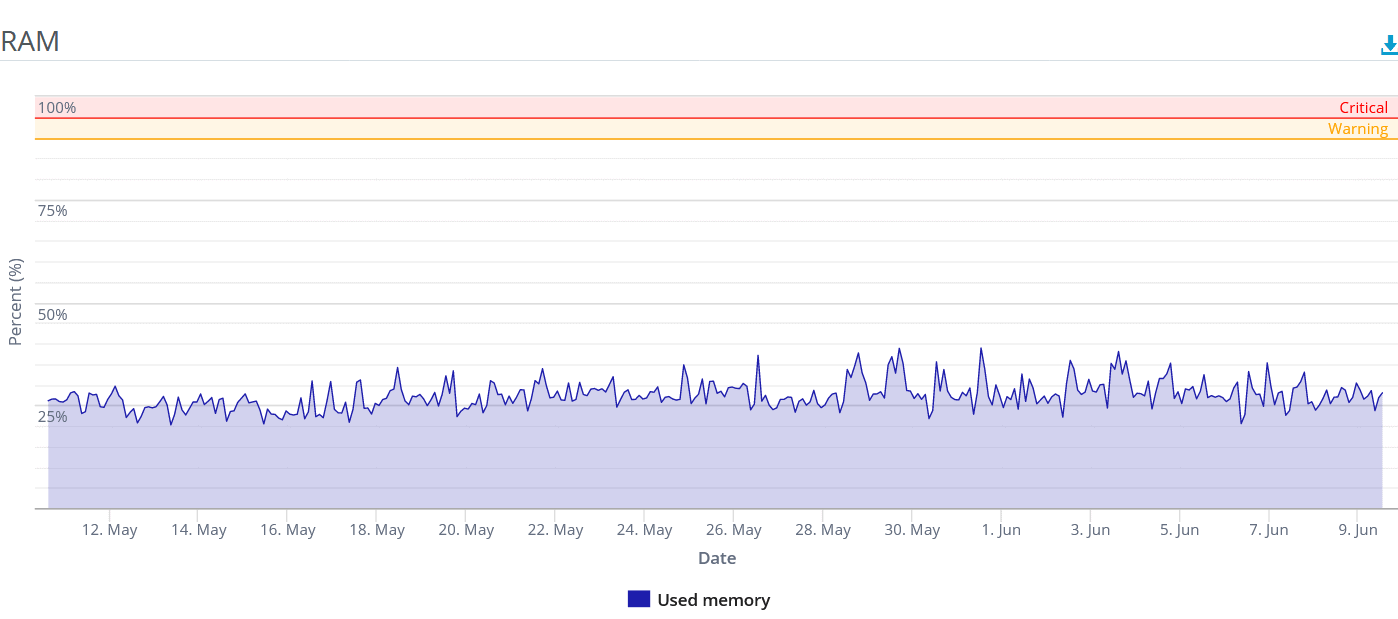 RAM
100%
Critical
Warning
75%
50%
25%
Percent (%)
12. May 14. May 16. May 18. May 20. May 22. May 24. May 26. May 28. May 30. May 1. Jun 3. Jun 5. Jun 7. Jun 9. Jun
Date
Used memory